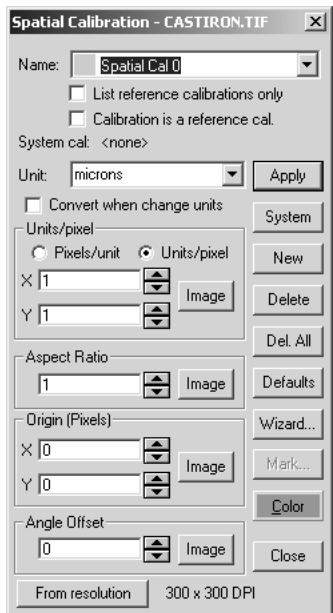 Spatial Calibration - CASTIRON.TIF
Name: Spatial Cal 0
List reference calibrations only
Calibration is a reference cal.
System cal: <none>
Unit: microns Apply
Convert when change units System
Units/pixel
Pixels/unit Units/pixel New
X 1 Image
Y 1 Delete
Del. All
Aspect Ratio
1 Image Defaults
Origin (Pixels)
X 0 Image Wizard...
Y 0 Mark...
Color
Angle Offset
0 Image Close
From resolution 300 x 300 DPI